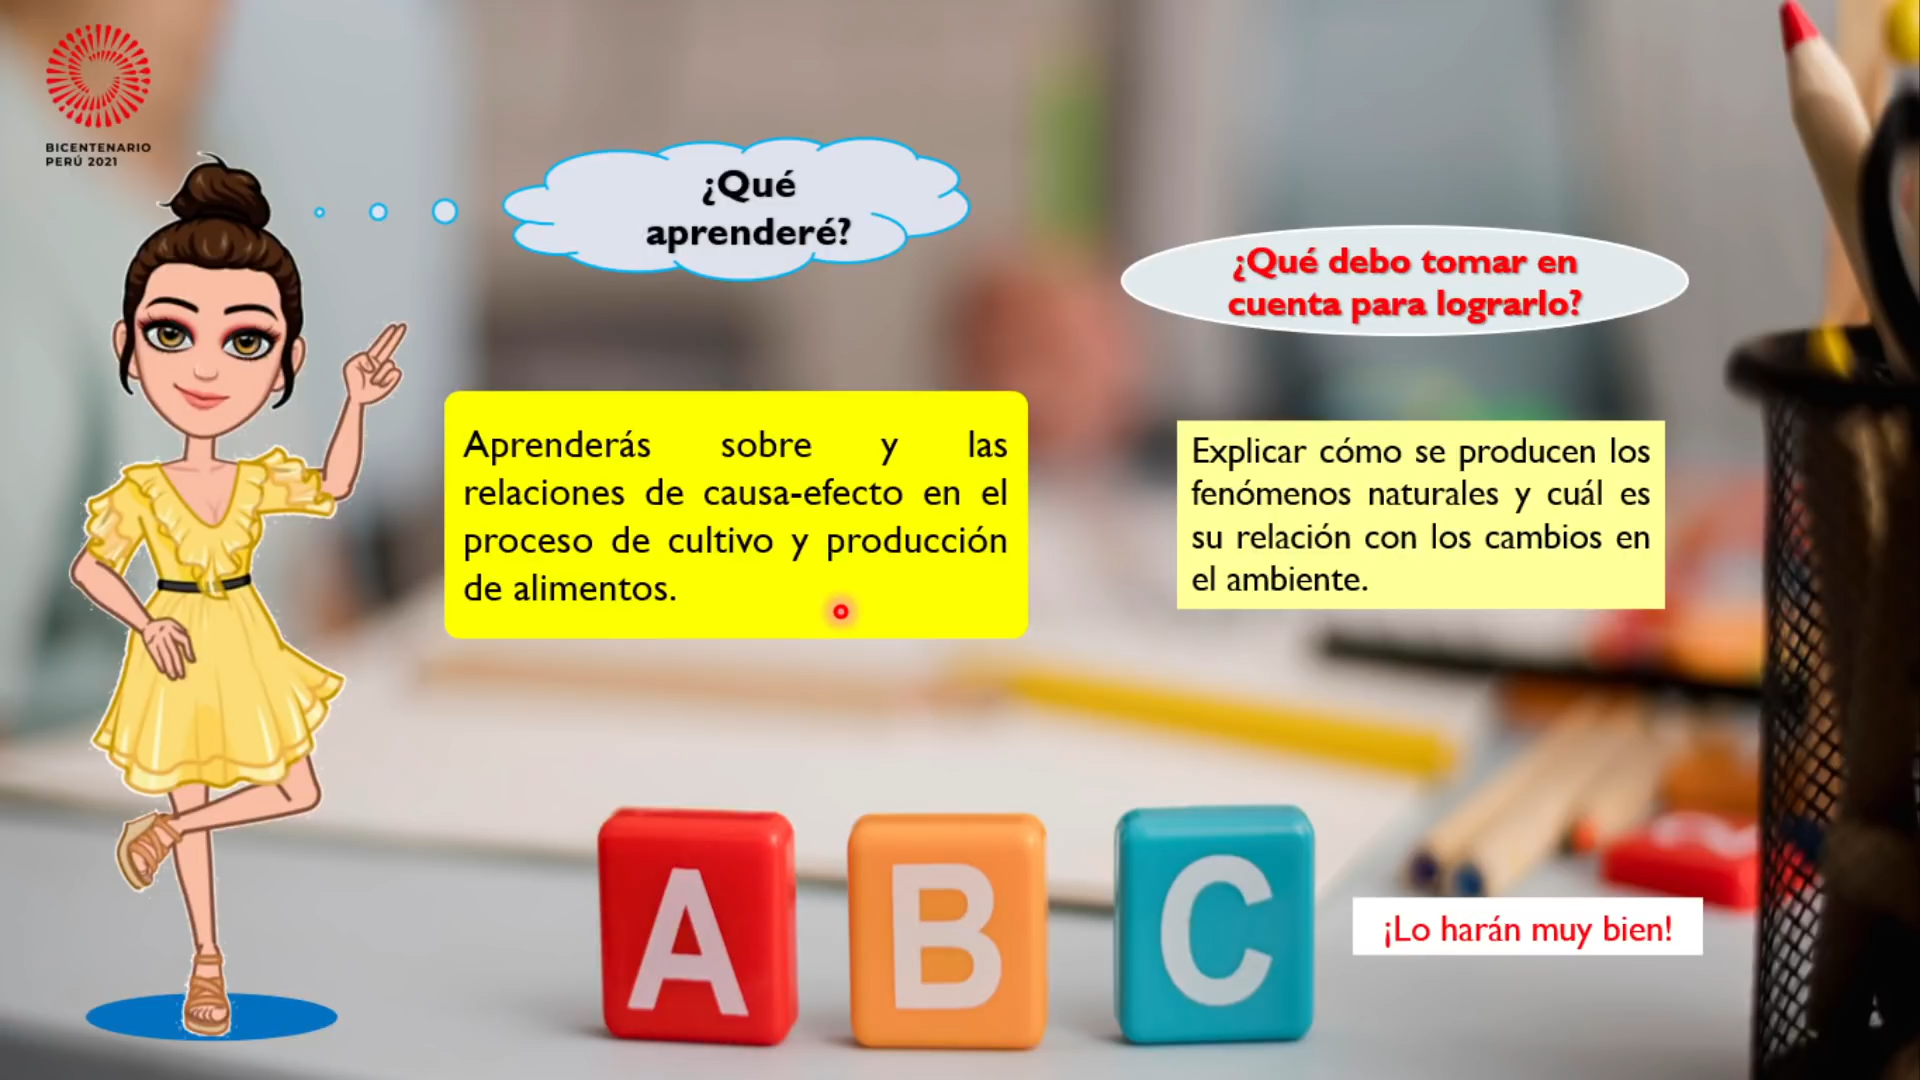 BICENTENARIO
PERÚ 2021
¿Qué
aprenderé?
¿Qué debo tomar en
cuenta para lograrlo?
Aprenderás sobre y las
relaciones de causa-efecto en el
proceso de cultivo y producción
de alimentos.
Explicar cómo se producen los
fenómenos naturales y cuál es
su relación con los cambios en
el ambiente.
A B C
¡Lo harán muy bien!